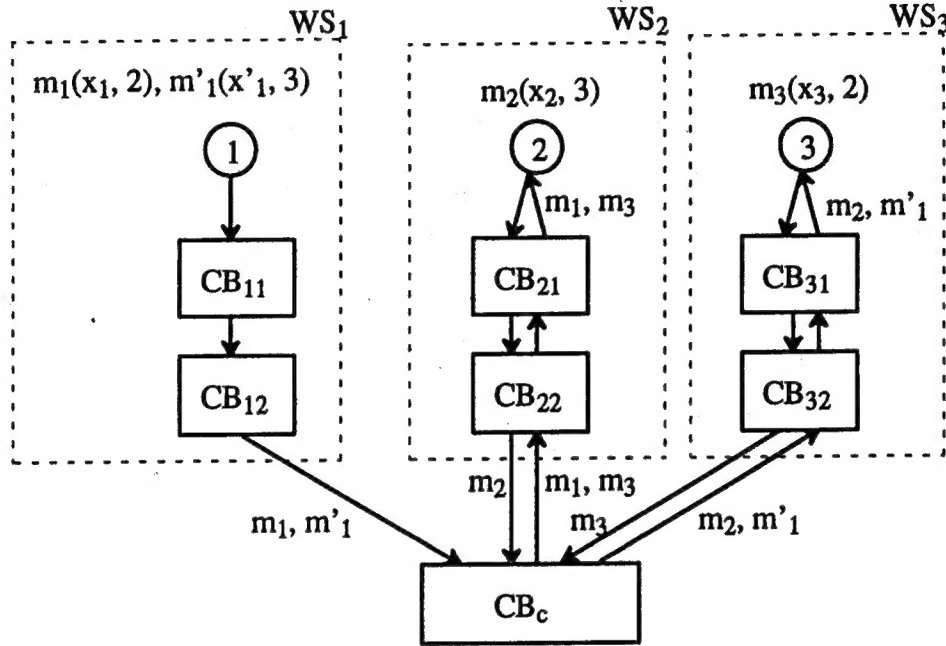 WS₁ WS₂ WS₃
m₁(x₁, 2), m'₁(x'₁, 3) m₂(x₂, 3) m₃(x₃, 2)
1 2 3
m₁, m₃ m₂, m'₁
CB₁₁ CB₂₁ CB₃₁
CB₁₂ CB₂₂ CB₃₂
m₂ m₁, m₃
m₁, m'₁ m₃ m₂, m'₁
CB꜀